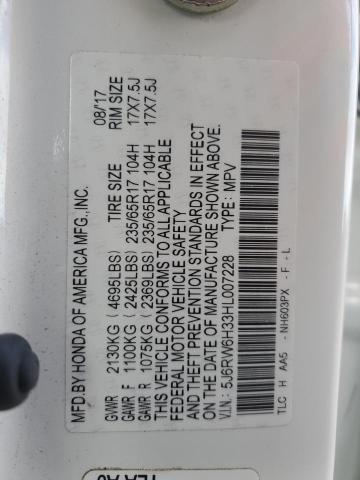 MFD.BY HONDA OF AMERICA MFG.,INC. 08/17
TIRE SIZE RIM SIZE
GVWR 2130KG (4695LBS)
GAWR F 1100KG (2425LBS) 235/65R17 104H 17X7.5J
GAWR R 1075KG (2369LBS) 235/65R17 104H 17X7.5J
THIS VEHICLE CONFORMS TO ALL APPLICABLE
FEDERAL MOTOR VEHICLE SAFETY
AND THEFT PREVENTION STANDARDS IN EFFECT
ON THE DATE OF MANUFACTURE SHOWN ABOVE.
V.I.N.: 5J6RW6H33HL007228 TYPE: MPV
TLC H AA5 - NH603PX - F - L